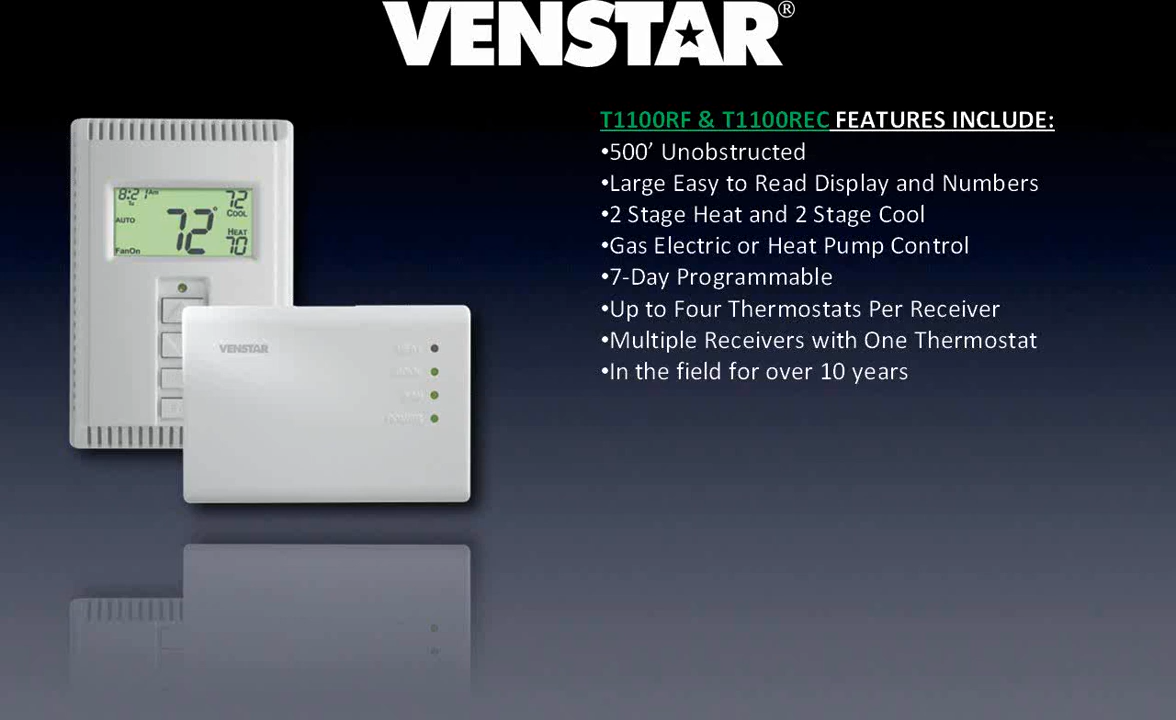 VENSTAR®
T1100RF & T1100REC FEATURES INCLUDE:
•500’ Unobstructed
•Large Easy to Read Display and Numbers
•2 Stage Heat and 2 Stage Cool
•Gas Electric or Heat Pump Control
•7-Day Programmable
•Up to Four Thermostats Per Receiver
•Multiple Receivers with One Thermostat
•In the field for over 10 years
8:21 AM 72
Tu COOL
AUTO 72°
HEAT
FanOn 70
VENSTAR